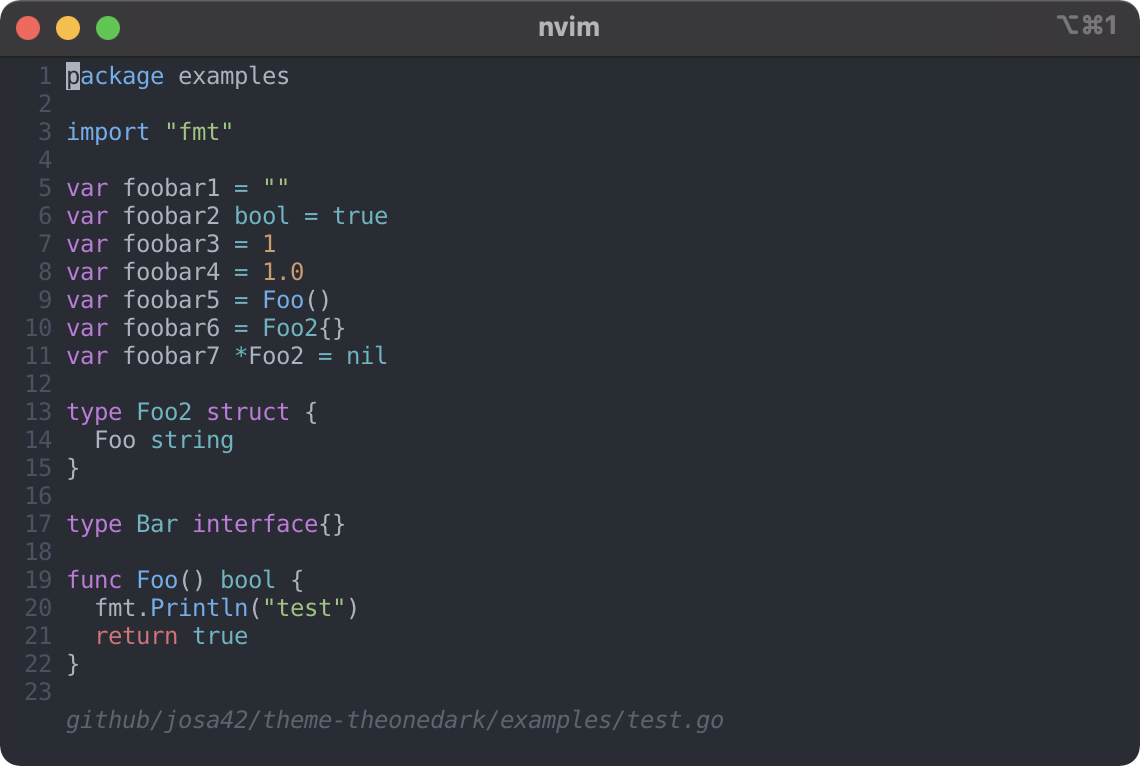 nvim
⌥⌘1
1 package examples
2
3 import "fmt"
4
5 var foobar1 = ""
6 var foobar2 bool = true
7 var foobar3 = 1
8 var foobar4 = 1.0
9 var foobar5 = Foo()
10 var foobar6 = Foo2{}
11 var foobar7 *Foo2 = nil
12
13 type Foo2 struct {
14   Foo string
15 }
16
17 type Bar interface{}
18
19 func Foo() bool {
20   fmt.Println("test")
21   return true
22 }
23
github/josa42/theme-theonedark/examples/test.go